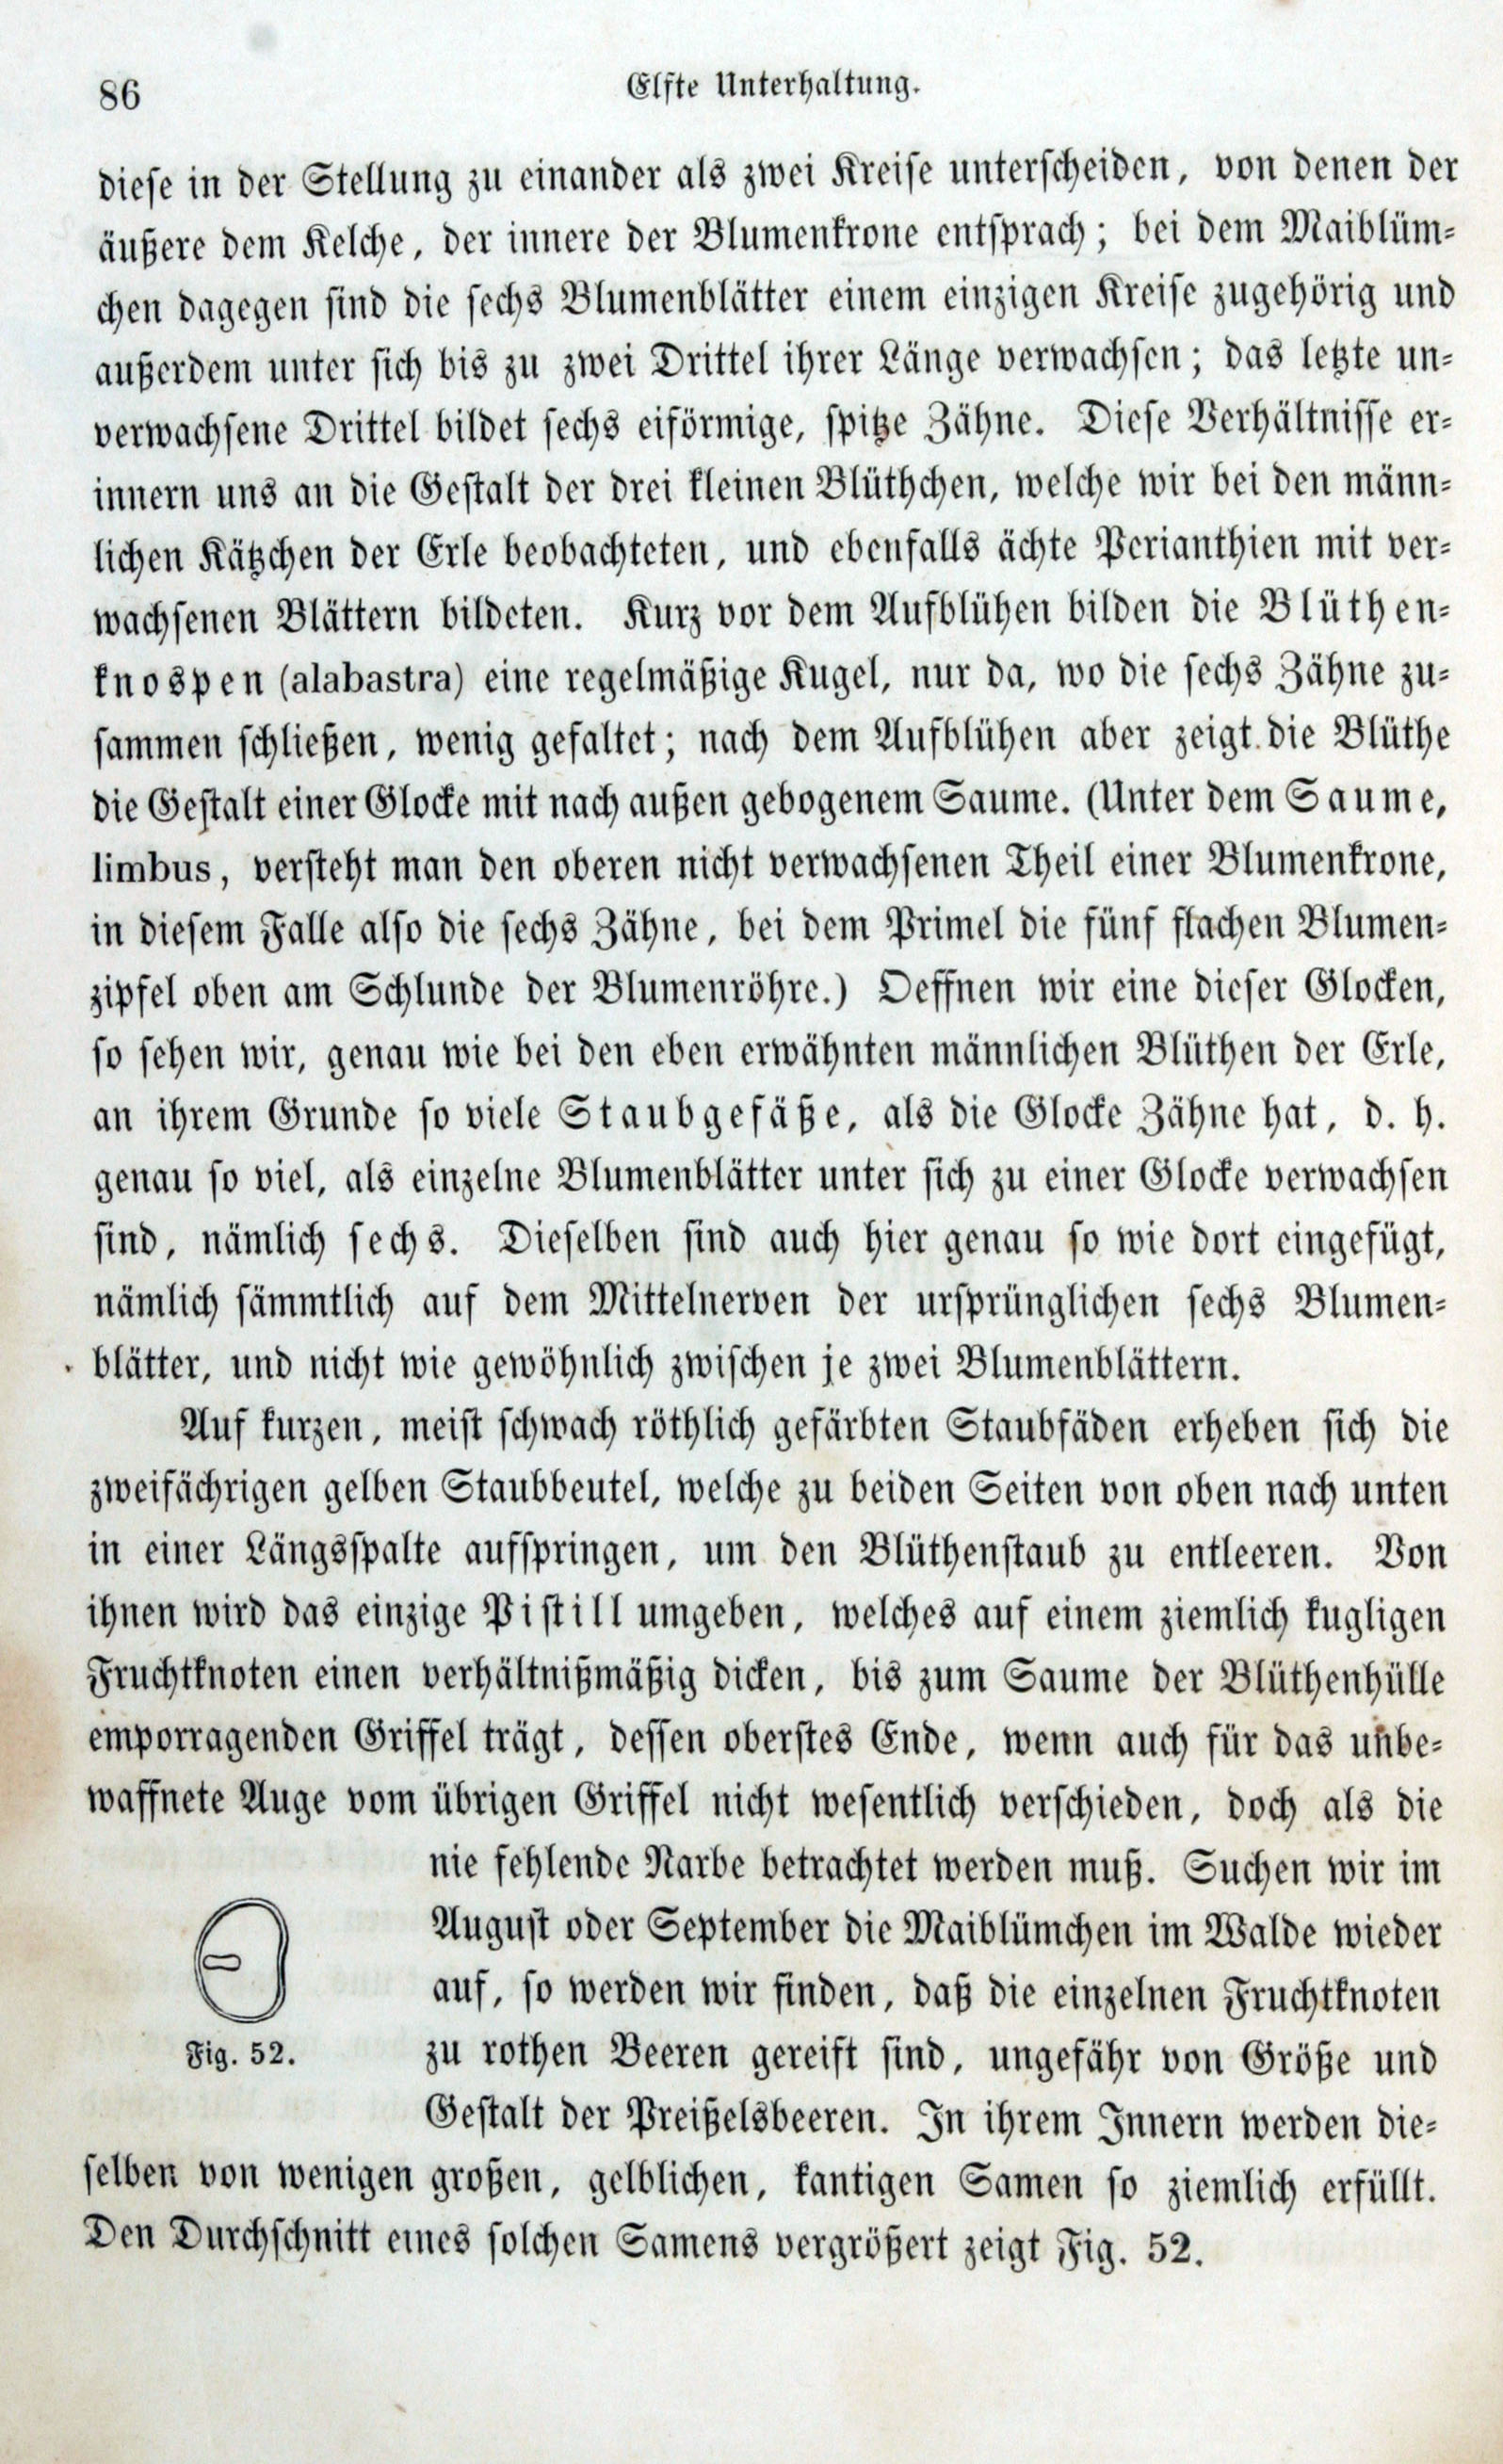 86
Elfte Unterhaltung.
diese in der Stellung zu einander als zwei Kreise unterscheiden, von denen der
äußere dem Kelche, der innere der Blumenkrone entsprach; bei dem Maiblüm-
chen dagegen sind die sechs Blumenblätter einem einzigen Kreise zugehörig und
außerdem unter sich bis zu zwei Drittel ihrer Länge verwachsen; das letzte un-
verwachsene Drittel bildet sechs eiförmige, spitze Zähne. Diese Verhältnisse er-
innern uns an die Gestalt der drei kleinen Blüthchen, welche wir bei den männ-
lichen Kätzchen der Erle beobachteten, und ebenfalls ächte Perianthien mit ver-
wachsenen Blättern bildeten. Kurz vor dem Aufblühen bilden die Blüthen-
knospen (alabastra) eine regelmäßige Kugel, nur da, wo die sechs Zähne zu-
sammen schließen, wenig gefaltet; nach dem Aufblühen aber zeigt die Blüthe
die Gestalt einer Glocke mit nach außen gebogenem Saume. (Unter dem Saume,
limbus, versteht man den oberen nicht verwachsenen Theil einer Blumenkrone,
in diesem Falle also die sechs Zähne, bei dem Primel die fünf flachen Blumen-
zipfel oben am Schlunde der Blumenröhre.) Oeffnen wir eine dieser Glocken,
so sehen wir, genau wie bei den eben erwähnten männlichen Blüthen der Erle,
an ihrem Grunde so viele Staubgefäße, als die Glocke Zähne hat, d. h.
genau so viel, als einzelne Blumenblätter unter sich zu einer Glocke verwachsen
sind, nämlich sechs. Dieselben sind auch hier genau so wie dort eingefügt,
nämlich sämmtlich auf dem Mittelnerven der ursprünglichen sechs Blumen-
blätter, und nicht wie gewöhnlich zwischen je zwei Blumenblättern.
Auf kurzen, meist schwach röthlich gefärbten Staubfäden erheben sich die
zweifächrigen gelben Staubbeutel, welche zu beiden Seiten von oben nach unten
in einer Längsspalte aufspringen, um den Blüthenstaub zu entleeren. Von
ihnen wird das einzige Pistill umgeben, welches auf einem ziemlich kugligen
Fruchtknoten einen verhältnißmäßig dicken, bis zum Saume der Blüthenhülle
emporragenden Griffel trägt, dessen oberstes Ende, wenn auch für das unbe-
waffnete Auge vom übrigen Griffel nicht wesentlich verschieden, doch als die
nie fehlende Narbe betrachtet werden muß. Suchen wir im
August oder September die Maiblümchen im Walde wieder
auf, so werden wir finden, daß die einzelnen Fruchtknoten
zu rothen Beeren gereift sind, ungefähr von Größe und
Gestalt der Preißelsbeeren. In ihrem Innern werden die-
selben von wenigen großen, gelblichen, kantigen Samen so ziemlich erfüllt.
Den Durchschnitt eines solchen Samens vergrößert zeigt Fig. 52.
Fig. 52.